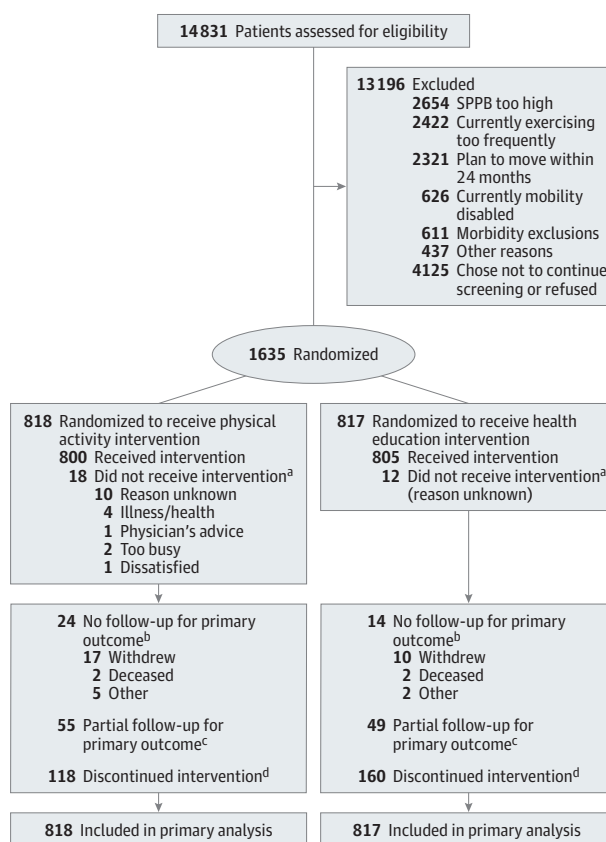 14831 Patients assessed for eligibility
13196 Excluded
2654 SPPB too high
2422 Currently exercising
too frequently
2321 Plan to move within
24 months
626 Currently mobility
disabled
611 Morbidity exclusions
437 Other reasons
4125 Chose not to continue
screening or refused
1635 Randomized
818 Randomized to receive physical
activity intervention
800 Received intervention
18 Did not receive interventionᵃ
10 Reason unknown
4 Illness/health
1 Physician's advice
2 Too busy
1 Dissatisfied
817 Randomized to receive health
education intervention
805 Received intervention
12 Did not receive interventionᵃ
(reason unknown)
24 No follow-up for primary
outcomeᵇ
17 Withdrew
2 Deceased
5 Other
55 Partial follow-up for
primary outcomeᶜ
118 Discontinued interventionᵈ
14 No follow-up for primary
outcomeᵇ
10 Withdrew
2 Deceased
2 Other
49 Partial follow-up for
primary outcomeᶜ
160 Discontinued interventionᵈ
818 Included in primary analysis
817 Included in primary analysis